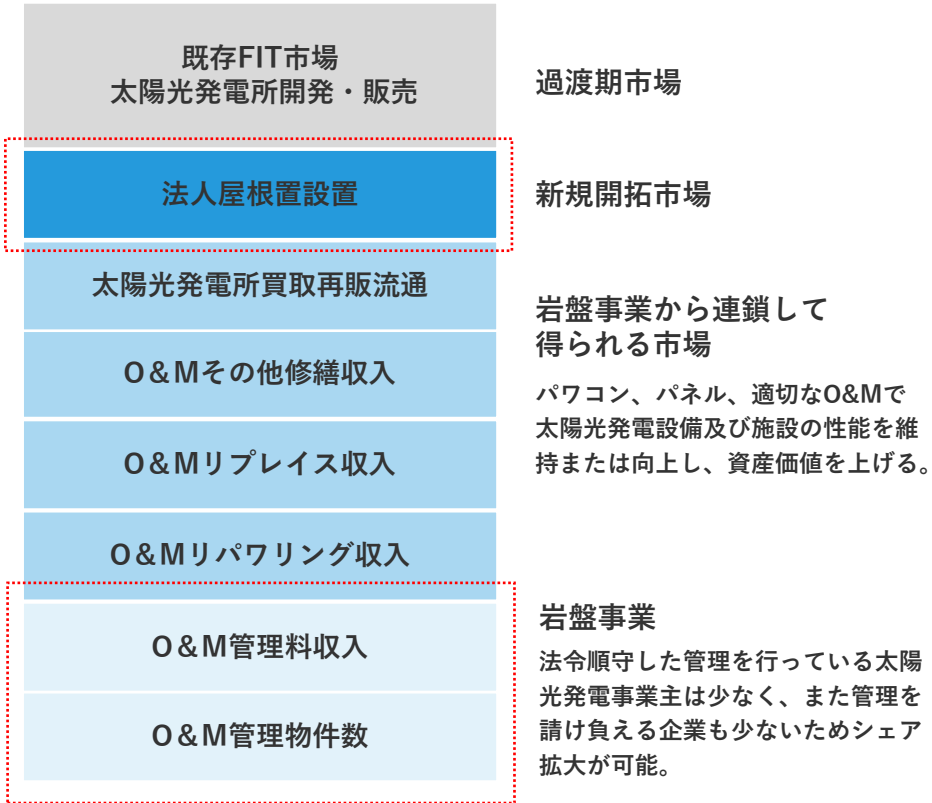 既存FIT市場
太陽光発電所開発・販売
過渡期市場
法人屋根置設置
新規開拓市場
太陽光発電所買取再販流通
O&Mその他修繕収入
O&Mリプレイス収入
O&Mリパワリング収入
岩盤事業から連鎖して
得られる市場
パワコン、パネル、適切なO&Mで
太陽光発電設備及び施設の性能を維
持または向上し、資産価値を上げる。
O&M管理料収入
O&M管理物件数
岩盤事業
法令順守した管理を行っている太陽
光発電事業主は少なく、また管理を
請け負える企業も少ないためシェア
拡大が可能。